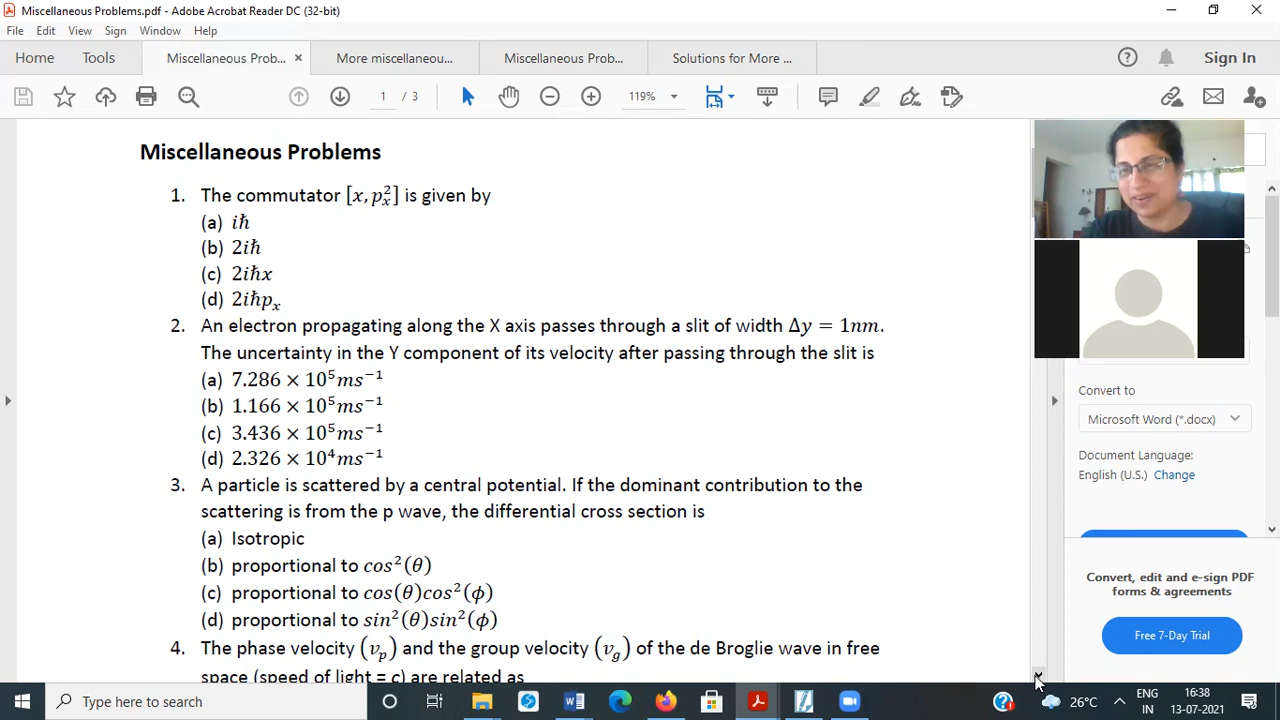 Miscellaneous Problems.pdf - Adobe Acrobat Reader DC (32-bit)
File Edit View Sign Window Help
Home Tools Miscellaneous Prob... × More miscellaneou... Miscellaneous Prob... Solutions for More ... Sign In
1 / 3 119%
Miscellaneous Problems
1. The commutator [x, pₓ²] is given by
(a) iℏ
(b) 2iℏ
(c) 2iℏx
(d) 2iℏpₓ
2. An electron propagating along the X axis passes through a slit of width Δy = 1nm.
The uncertainty in the Y component of its velocity after passing through the slit is
(a) 7.286 × 10⁵ms⁻¹
(b) 1.166 × 10⁵ms⁻¹
(c) 3.436 × 10⁵ms⁻¹
(d) 2.326 × 10⁴ms⁻¹
3. A particle is scattered by a central potential. If the dominant contribution to the
scattering is from the p wave, the differential cross section is
(a) Isotropic
(b) proportional to cos²(θ)
(c) proportional to cos(θ)cos²(ϕ)
(d) proportional to sin²(θ)sin²(ϕ)
4. The phase velocity (vₚ) and the group velocity (v_g) of the de Broglie wave in free
space (speed of light = c) are related as
Convert to
Microsoft Word (*.docx)
Document Language:
English (U.S.) Change
Convert, edit and e-sign PDF
forms & agreements
Free 7-Day Trial
Type here to search
26°C
ENG
IN
16:38
13-07-2021